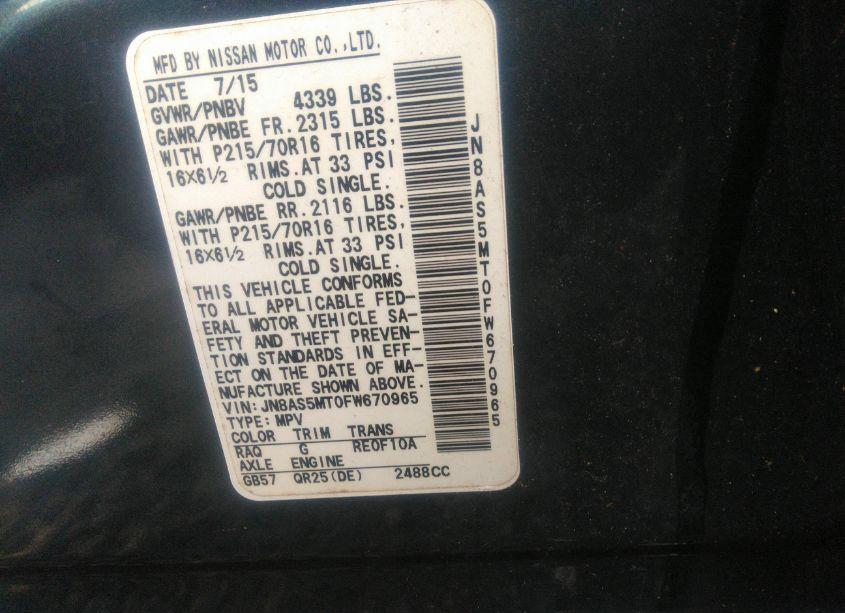 MFD BY NISSAN MOTOR CO.,LTD.
DATE 7/15
GVWR/PNBV 4339 LBS.
GAWR/PNBE FR. 2315 LBS.
WITH P215/70R16 TIRES,
16X6½ RIMS.AT 33 PSI
COLD SINGLE.
GAWR/PNBE RR. 2116 LBS.
WITH P215/70R16 TIRES,
16X6½ RIMS.AT 33 PSI
COLD SINGLE.
THIS VEHICLE CONFORMS
TO ALL APPLICABLE FED-
ERAL MOTOR VEHICLE SA-
FETY AND THEFT PREVEN-
TION STANDARDS IN EFF-
ECT ON THE DATE OF MA-
NUFACTURE SHOWN ABOVE.
VIN: JN8AS5MT0FW670965
TYPE: MPV
COLOR TRIM TRANS
RAQ G RE0F10A
AXLE ENGINE
GB57 QR25(DE) 2488CC
JN8AS5MT0FW670965